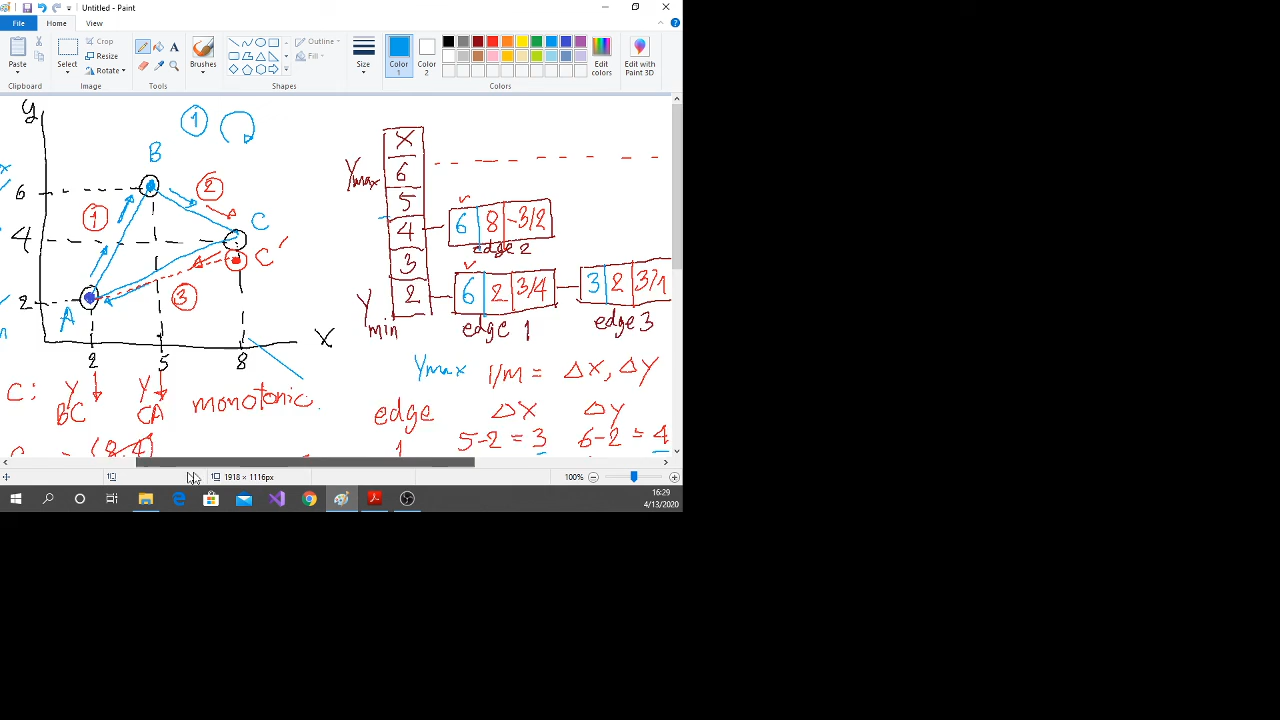 Untitled - Paint
File Home View
Paste
Clipboard
Select
Crop
Resize
Rotate
Image
Tools
Brushes
Outline
Fill
Shapes
Size
Color 1
Color 2
Edit colors
Edit with Paint 3D
Colors
y
1
B
6
2
1
C
4
C'
3
2
A
X
2 5 8
C: Y Y monotonic
BC CA
(8,4)
X
Ymax 6
5
4 6 8 -3/2
edge 2
3
Y min 2 6 2 3/4 3 2 3/1
edge 1 edge 3
Ymax 1/m = ΔX, ΔY
edge ΔX ΔY
1 5-2 = 3 6-2 = 4
1918 × 1116px
100%
16:29
4/13/2020